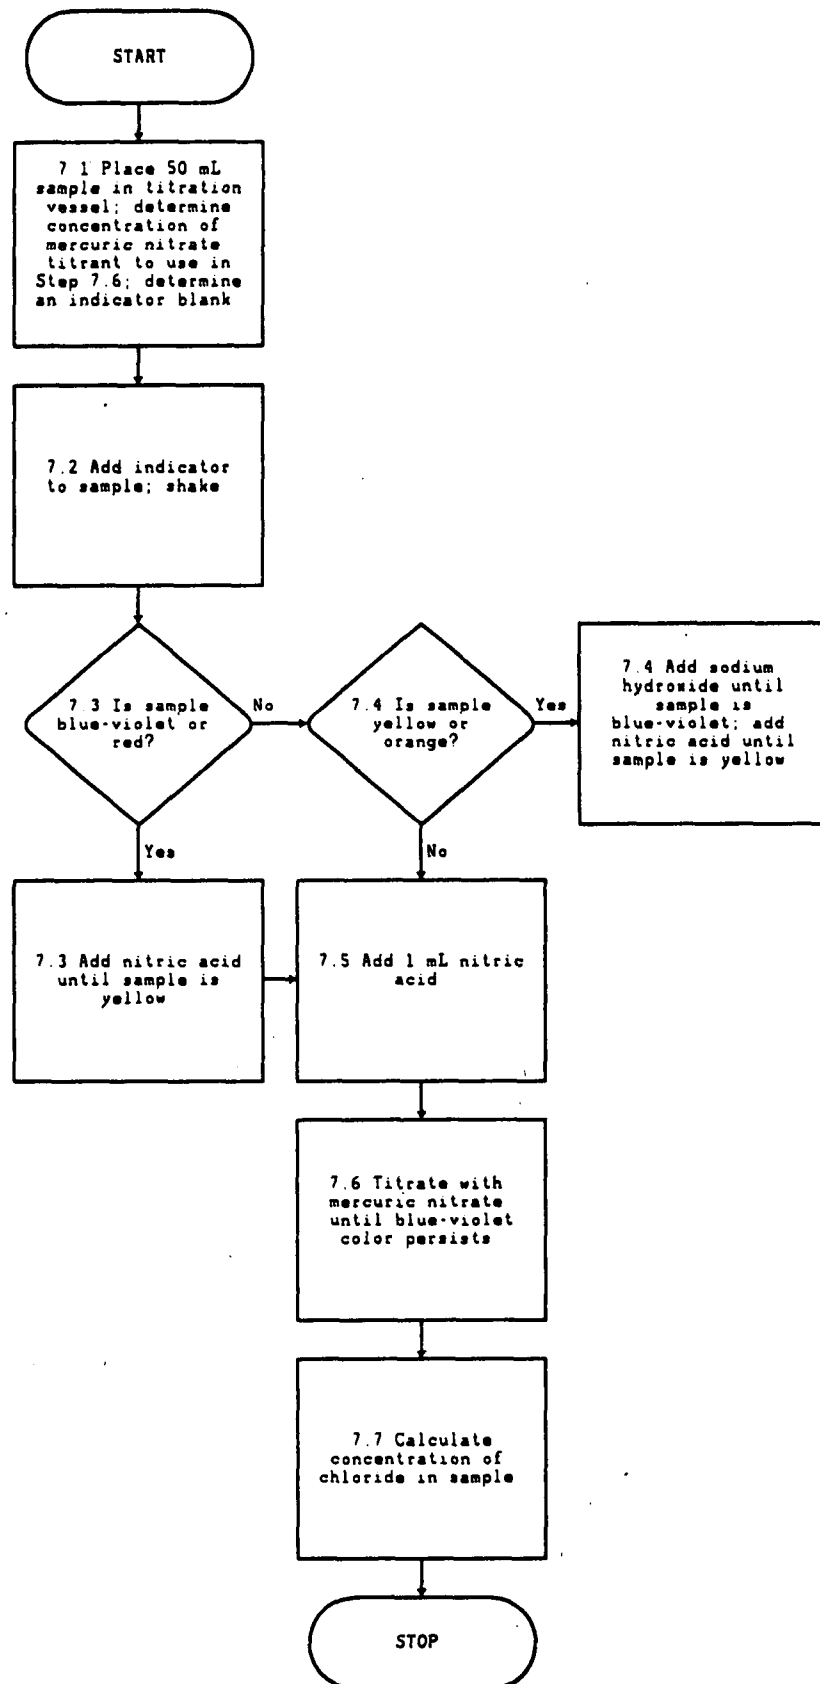 START
7 1 Place 50 mL
sample in titration
vessel; determine
concentration of
mercuric nitrate
titrant to use in
Step 7.6; determine
an indicator blank
7.2 Add indicator
to sample; shake
7.3 Is sample
blue-violet or
red?
No
7.4 Is sample
yellow or
orange?
Yes
7.4 Add sodium
hydroxide until
sample is
blue-violet; add
nitric acid until
sample is yellow
Yes
No
7.3 Add nitric acid
until sample is
yellow
7.5 Add 1 mL nitric
acid
7.6 Titrate with
mercuric nitrate
until blue-violet
color persists
7.7 Calculate
concentration of
chloride in sample
STOP